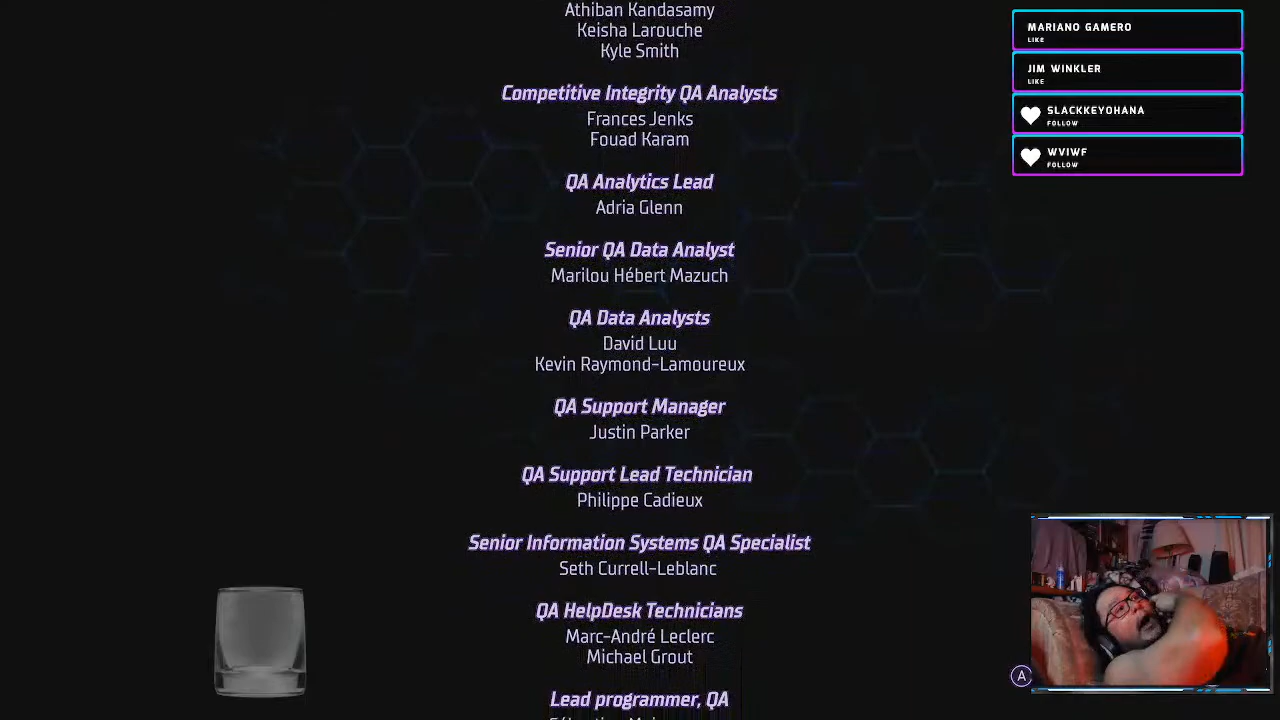 Athiban Kandasamy
Keisha Larouche
Kyle Smith
Competitive Integrity QA Analysts
Frances Jenks
Fouad Karam
QA Analytics Lead
Adria Glenn
Senior QA Data Analyst
Marilou Hébert Mazuch
QA Data Analysts
David Luu
Kevin Raymond-Lamoureux
QA Support Manager
Justin Parker
QA Support Lead Technician
Philippe Cadieux
Senior Information Systems QA Specialist
Seth Currell-Leblanc
QA HelpDesk Technicians
Marc-André Leclerc
Michael Grout
Lead programmer, QA
MARIANO GAMERO
LIKE
JIM WINKLER
LIKE
SLACKKEYOHANA
FOLLOW
WVIWF
FOLLOW
A